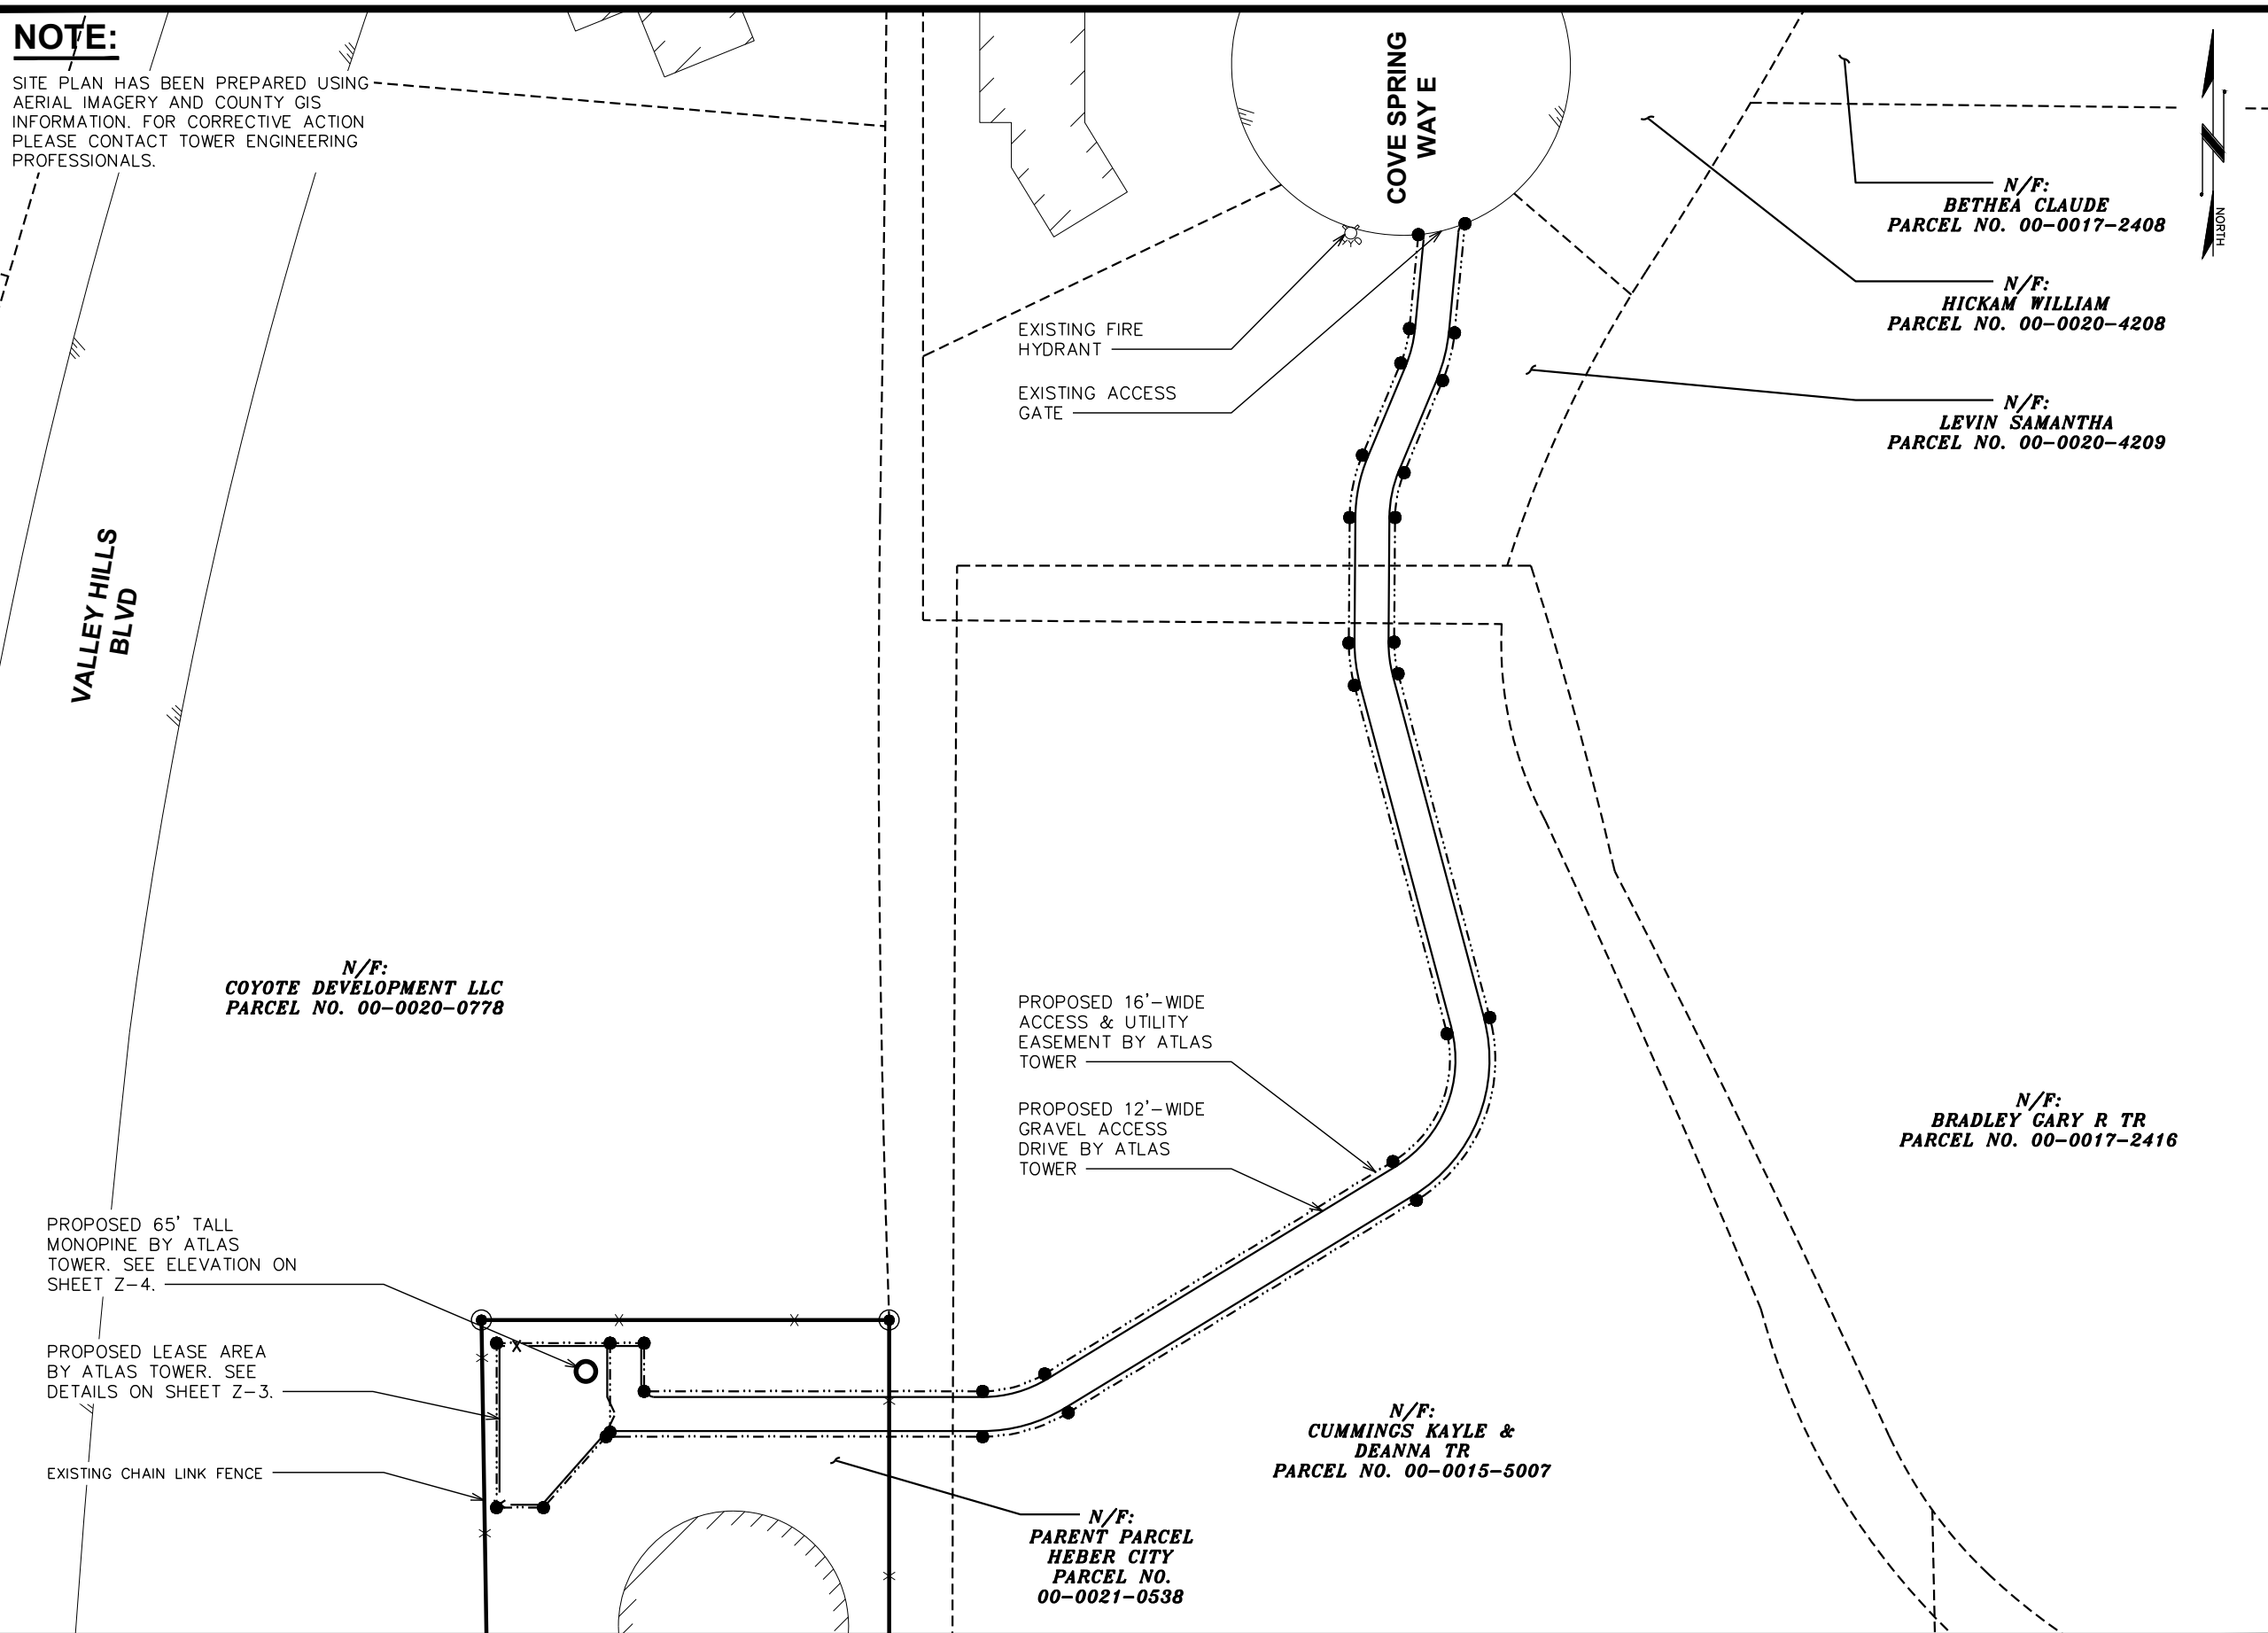 NOTE:
SITE PLAN HAS BEEN PREPARED USING
AERIAL IMAGERY AND COUNTY GIS
INFORMATION. FOR CORRECTIVE ACTION
PLEASE CONTACT TOWER ENGINEERING
PROFESSIONALS.
COVE SPRING
WAY E
NORTH
N/F:
BETHEA CLAUDE
PARCEL NO. 00-0017-2408
N/F:
HICKAM WILLIAM
PARCEL NO. 00-0020-4208
N/F:
LEVIN SAMANTHA
PARCEL NO. 00-0020-4209
EXISTING FIRE
HYDRANT
EXISTING ACCESS
GATE
VALLEY HILLS
BLVD
N/F:
COYOTE DEVELOPMENT LLC
PARCEL NO. 00-0020-0778
PROPOSED 16'-WIDE
ACCESS & UTILITY
EASEMENT BY ATLAS
TOWER
PROPOSED 12'-WIDE
GRAVEL ACCESS
DRIVE BY ATLAS
TOWER
N/F:
BRADLEY GARY R TR
PARCEL NO. 00-0017-2416
PROPOSED 65' TALL
MONOPINE BY ATLAS
TOWER. SEE ELEVATION ON
SHEET Z-4.
PROPOSED LEASE AREA
BY ATLAS TOWER. SEE
DETAILS ON SHEET Z-3.
EXISTING CHAIN LINK FENCE
N/F:
CUMMINGS KAYLE &
DEANNA TR
PARCEL NO. 00-0015-5007
N/F:
PARENT PARCEL
HEBER CITY
PARCEL NO.
00-0021-0538